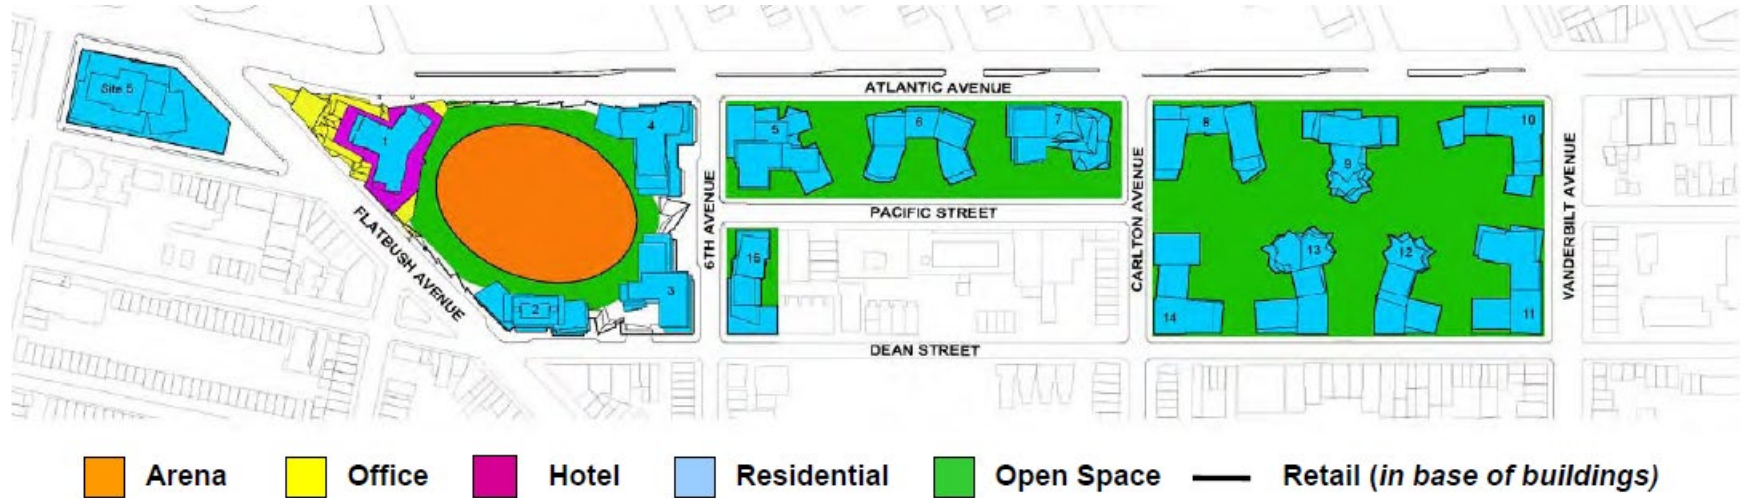 Site 5
1
4
5
6
7
8
9
10
ATLANTIC AVENUE
6TH AVENUE
PACIFIC STREET
CARLTON AVENUE
VANDERBILT AVENUE
FLATBUSH AVENUE
2
3
15
14
13
12
11
DEAN STREET
Arena
Office
Hotel
Residential
Open Space
Retail (in base of buildings)